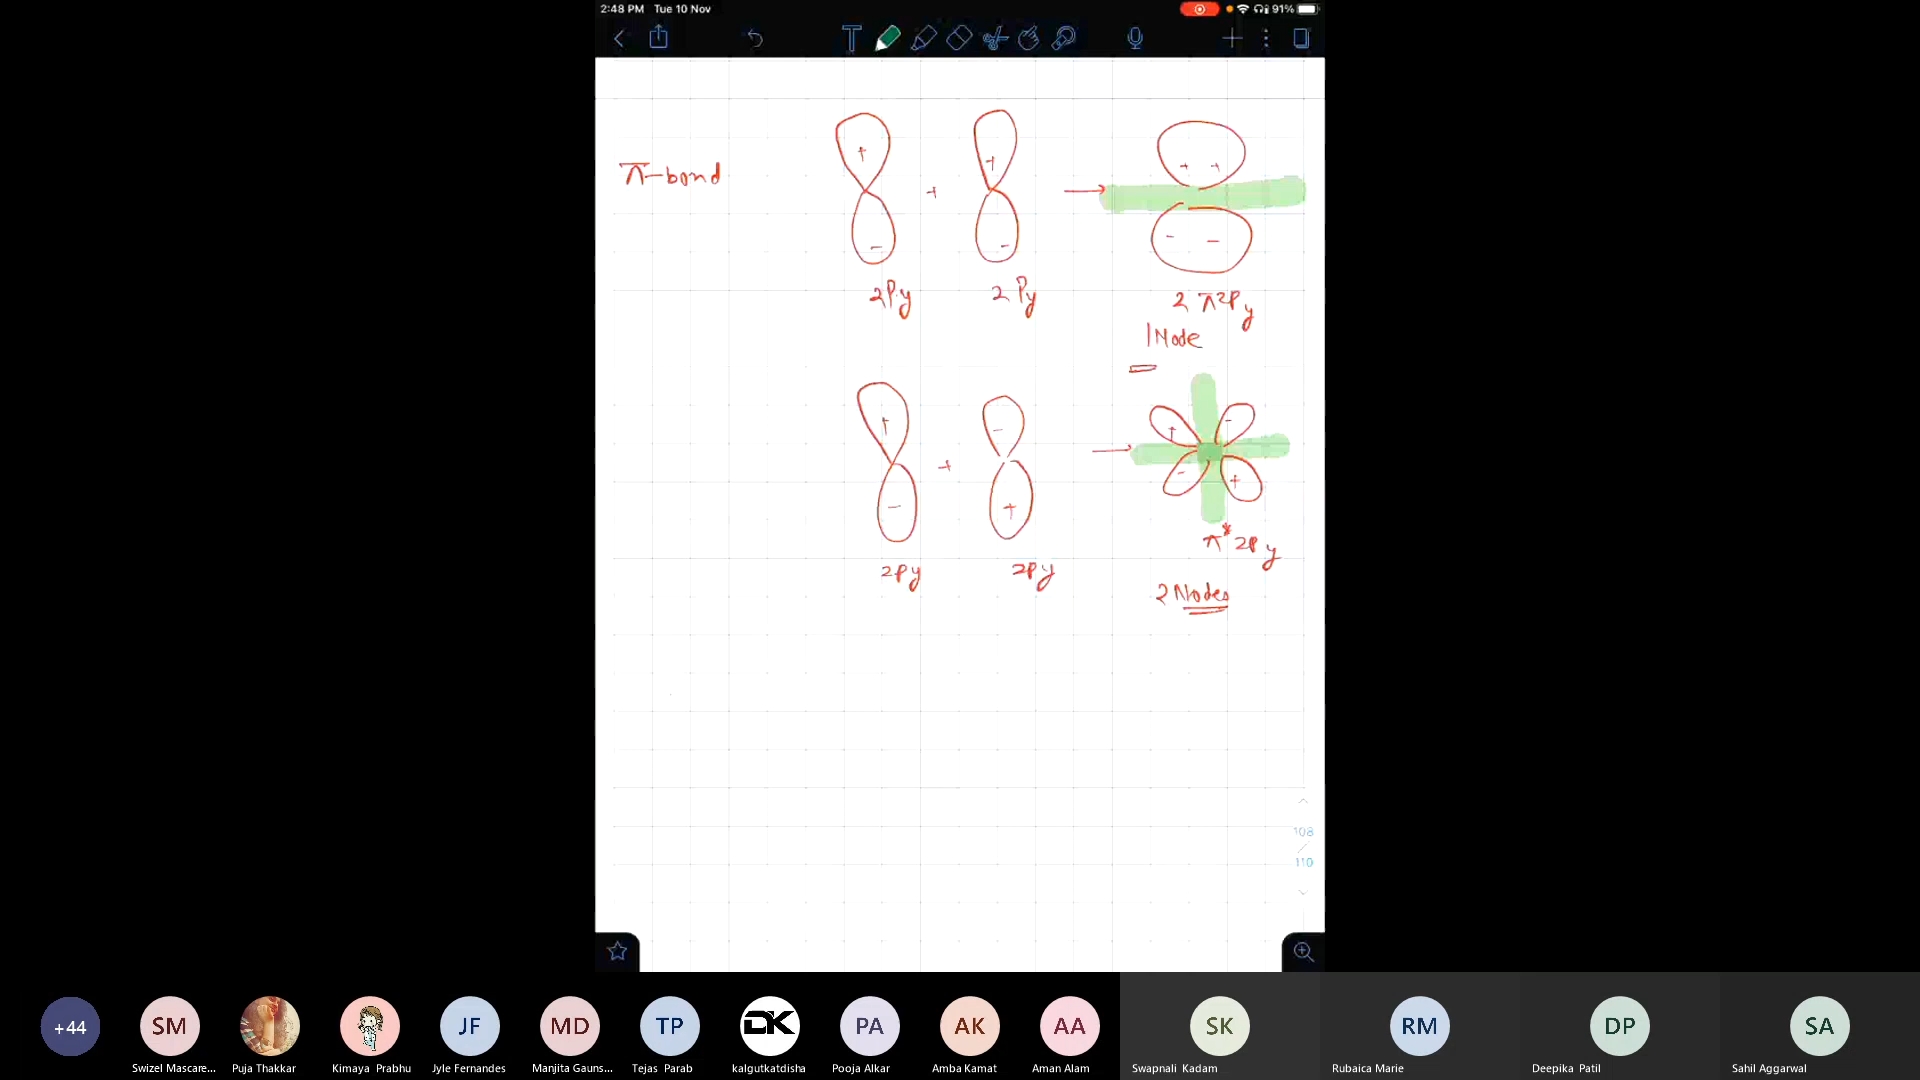 2:48 PM Tue 10 Nov
91%
T
π-bond
+ + + +
+ →
- - - -
2Py 2Py 2 π2Py
1 Node
+ - + -
+ →
- + - +
π* 2Py
2py 2py
2 Nodes
108
/
110
+44 SM JF MD TP DK PA AK AA SK RM DP SA
Swizel Mascare... Puja Thakkar Kimaya Prabhu Jyle Fernandes Manjita Gauns... Tejas Parab kalgutkatdisha Pooja Alkar Amba Kamat Aman Alam Swapnali Kadam Rubaica Marie Deepika Patil Sahil Aggarwal